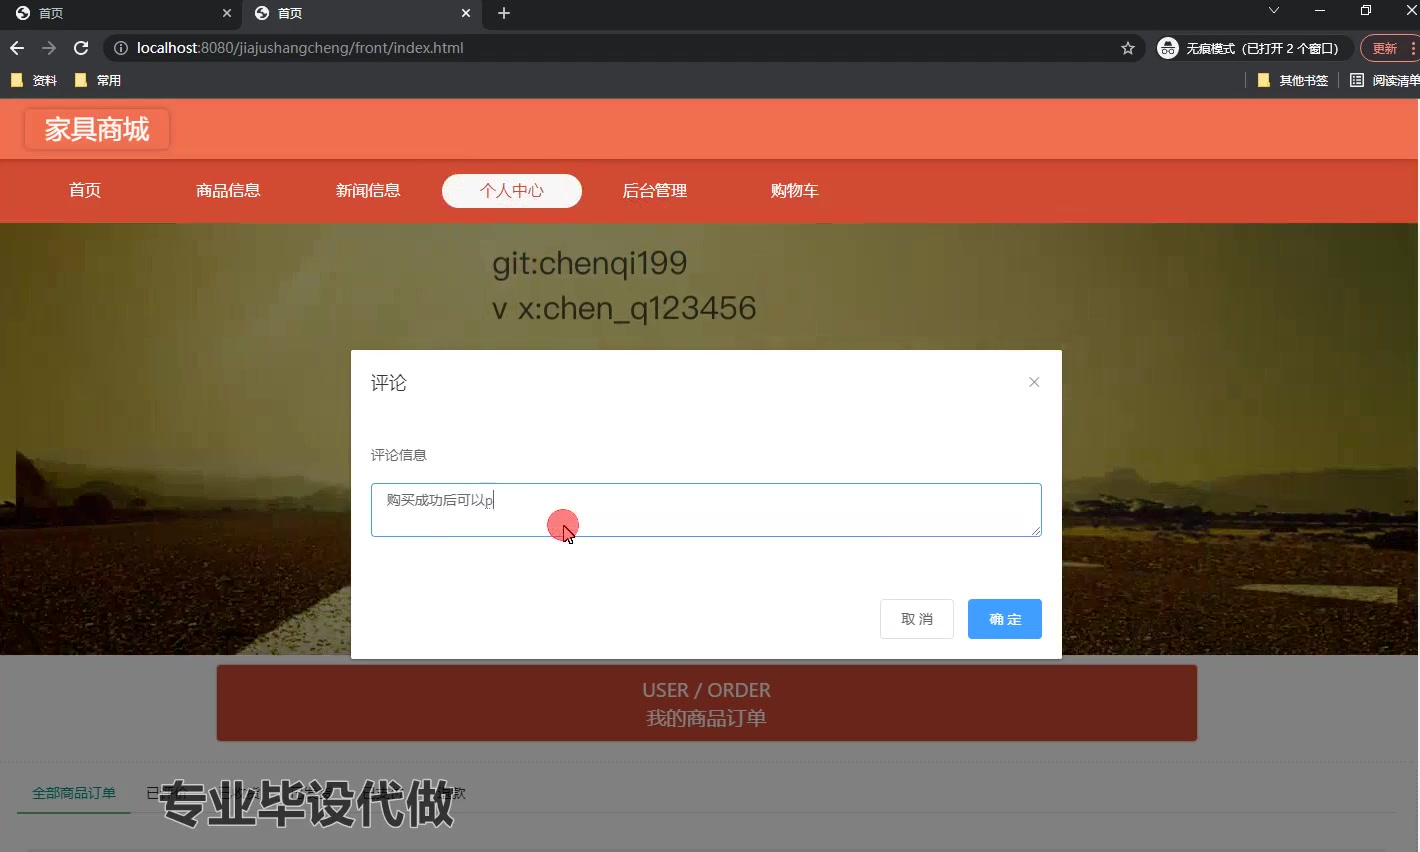 首页
首页
localhost:8080/jiajushangcheng/front/index.html
无痕模式（已打开 2 个窗口）
更新
资料
常用
其他书签
阅读清单
家具商城
首页
商品信息
新闻信息
个人中心
后台管理
购物车
git:chenqi199
v x:chen_q123456
评论
评论信息
购买成功后可以p
取 消
确 定
USER / ORDER
我的商品订单
全部商品订单
专业毕设代做